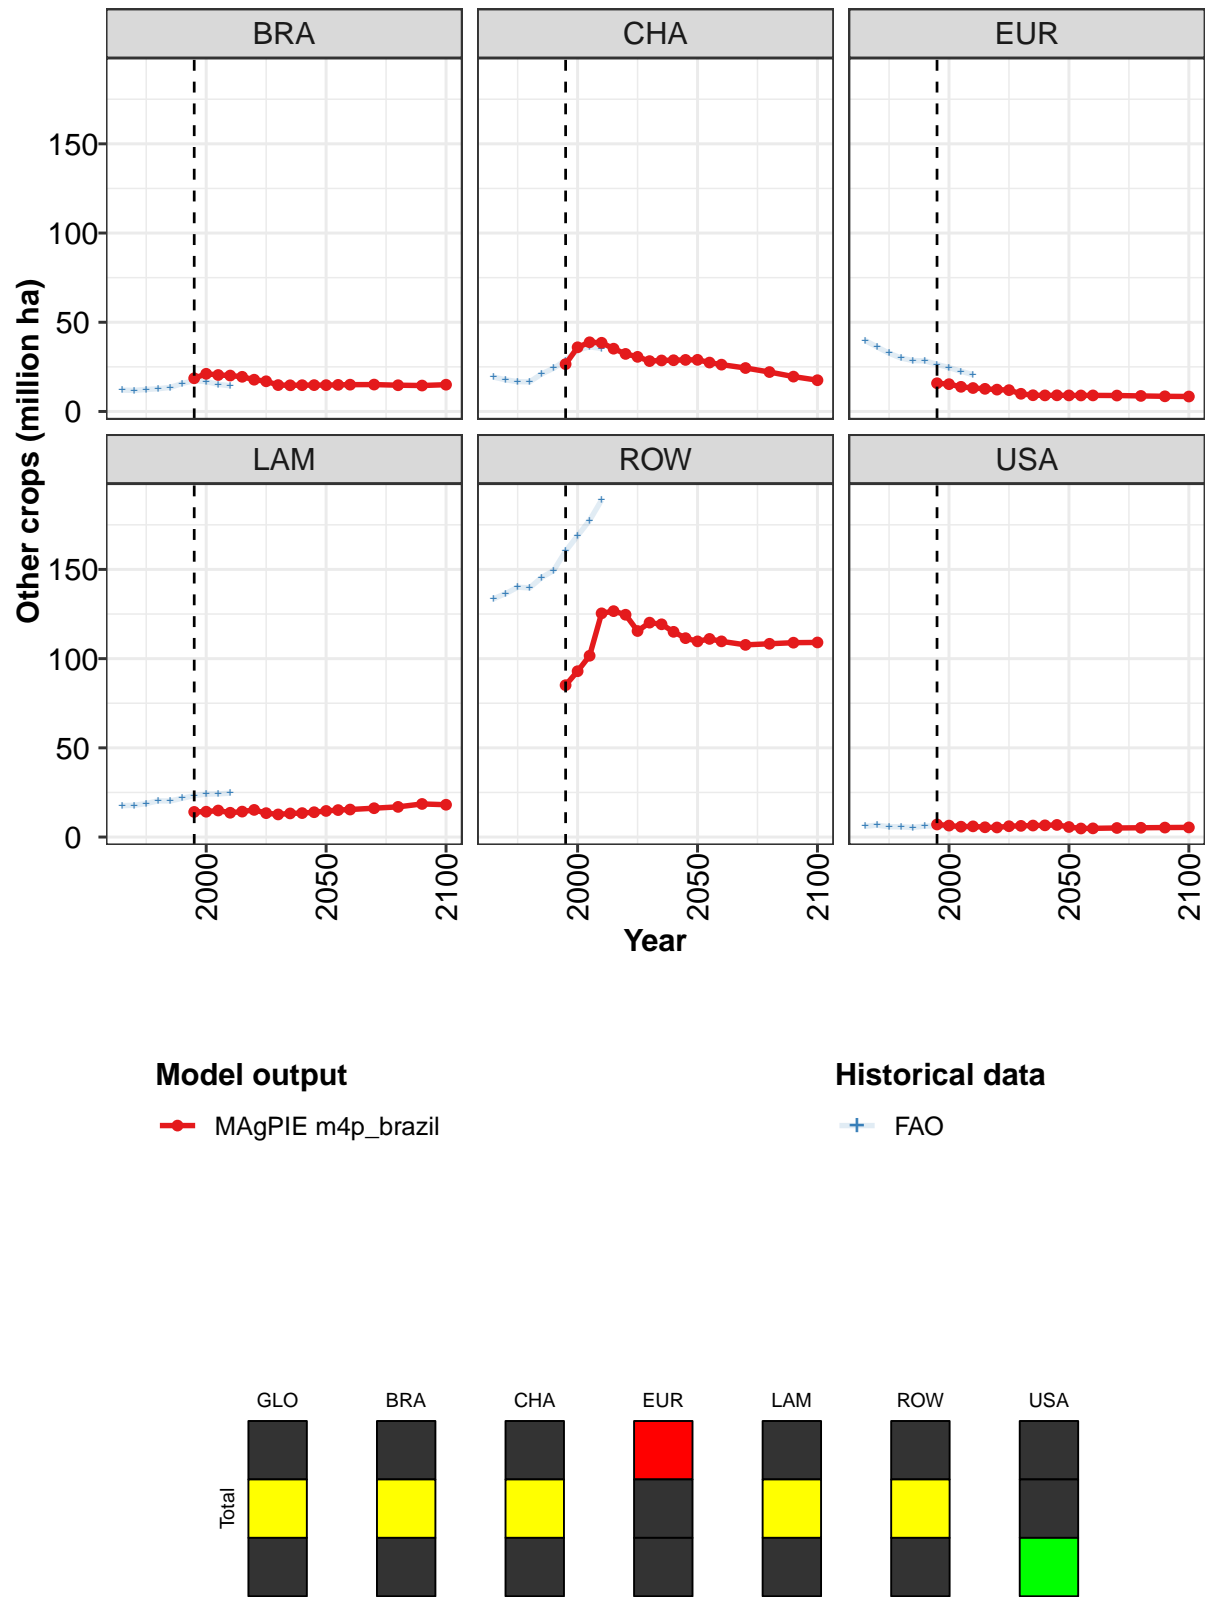 BRA CHA EUR
150
100
50
0
LAM ROW USA
150
100
50
0
Other crops (million ha)
2000 2050 2100 2000 2050 2100 2000 2050 2100
Year
Model output Historical data
MAgPIE m4p_brazil FAO
GLO BRA CHA EUR LAM ROW USA
Total